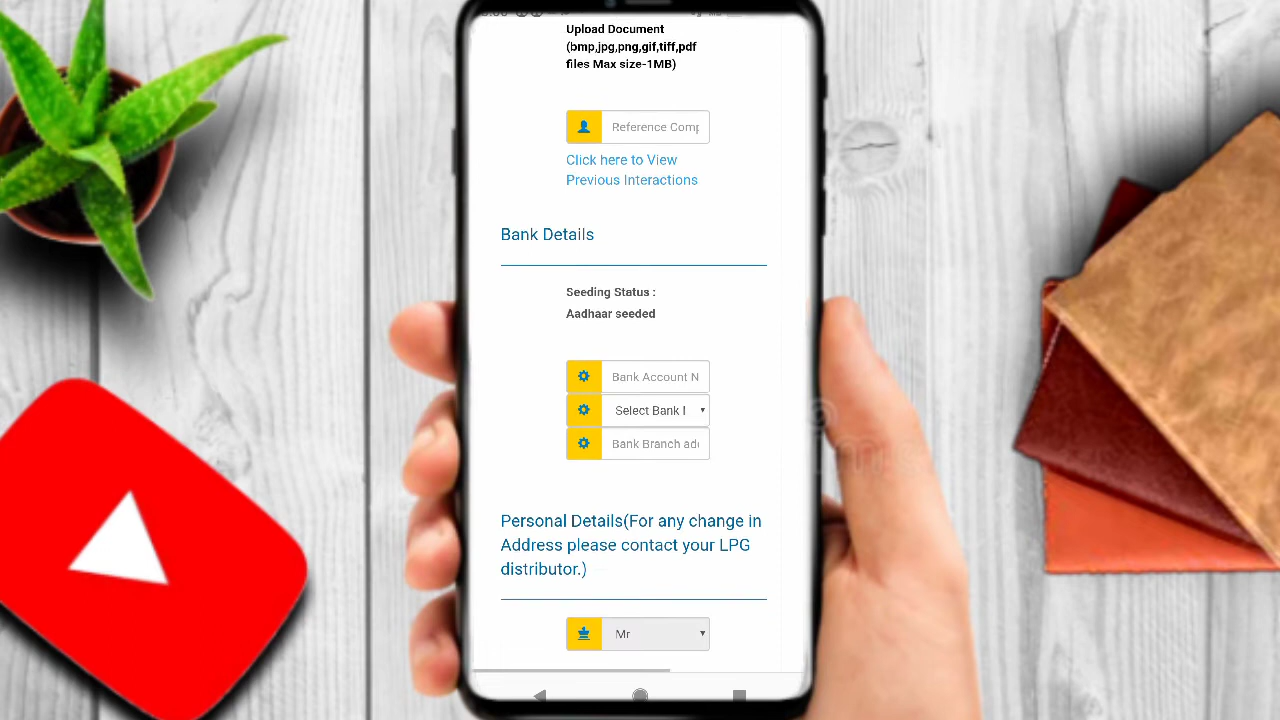 Upload Document
(bmp,jpg,png,gif,tiff,pdf
files Max size-1MB)
Reference Comp
Click here to View
Previous Interactions
Bank Details
Seeding Status :
Aadhaar seeded
Bank Account N
Select Bank
Bank Branch
Personal Details(For any change in
Address please contact your LPG
distributor.)
Mr